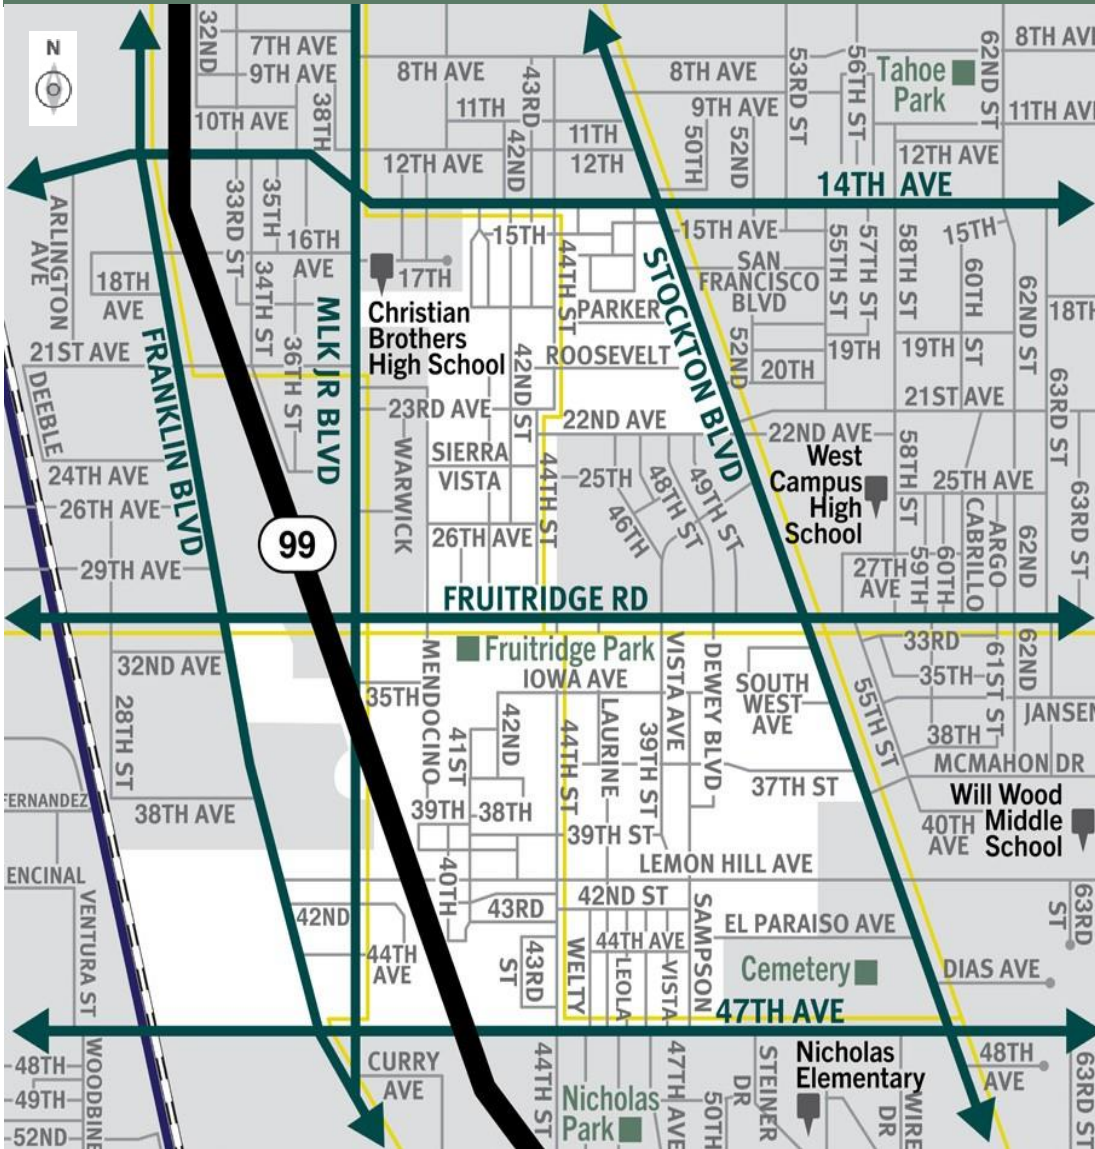 N
32ND
7TH AVE
9TH AVE
10TH AVE
38TH
8TH AVE
11TH
12TH AVE
43RD
42ND
11TH
12TH
8TH AVE
9TH AVE
50TH
52ND
53RD ST
56TH ST
Tahoe
Park
62ND ST
8TH AVE
11TH AVE
12TH AVE
14TH AVE
ARLINGTON
AVE
33RD ST
35TH
34TH ST
16TH
AVE
18TH
AVE
36TH ST
MLK JR BLVD
FRANKLIN BLVD
21ST AVE
DEEBLE
24TH AVE
26TH AVE
29TH AVE
17TH
Christian
Brothers
High School
15TH
44TH ST
PARKER
ROOSEVELT
42ND ST
23RD AVE
SIERRA
VISTA
WARWICK
26TH AVE
44TH ST
22ND AVE
25TH
46TH
48TH ST
49TH ST
STOCKTON BLVD
15TH AVE
SAN
FRANCISCO
BLVD
52ND
20TH
19TH
55TH ST
57TH ST
58TH ST
15TH
60TH
ST
62ND ST
18TH
19TH
21ST AVE
63RD ST
22ND AVE
West
Campus
High
School
58TH ST
25TH AVE
CABRILLO
ARGO
62ND
63RD ST
27TH
AVE
59TH
60TH
99
FRUITRIDGE RD
Fruitridge Park
IOWA AVE
32ND AVE
28TH ST
38TH AVE
FERNANDEZ
ENCINAL
VENTURA ST
35TH
MENDOCINO
41ST
42ND
39TH
38TH
40TH
44TH ST
LAURINE
39TH ST
VISTA AVE
DEWEY BLVD
SOUTH
WEST
AVE
37TH ST
39TH ST
LEMON HILL AVE
33RD
35TH
55TH ST
61ST ST
62ND
38TH
JANSEN
MCMAHON DR
Will Wood
Middle
School
40TH
AVE
63RD
ST
42ND
44TH
AVE
43RD
43RD
ST
42ND ST
44TH AVE
WELTY
LEOLA
VISTA
SAMPSON
EL PARAISO AVE
Cemetery
DIAS AVE
47TH AVE
48TH
49TH
52ND
WOODBINE
CURRY
AVE
44TH ST
Nicholas
Park
47TH AVE
50TH
STEINER
DR
Nicholas
Elementary
WIRE
DR
48TH
AVE
63RD ST